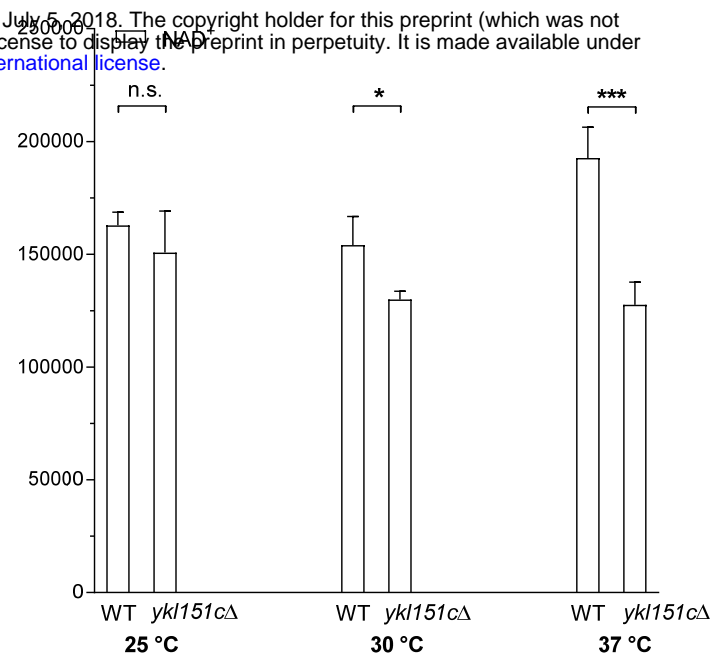 July 5, 2018. The copyright holder for this preprint (which was not
cense to display the preprint in perpetuity. It is made available under
ernational license.
250000
NAD+
n.s.
*
***
200000
150000
100000
50000
0
WT ykl151cΔ WT ykl151cΔ WT ykl151cΔ
25 °C 30 °C 37 °C